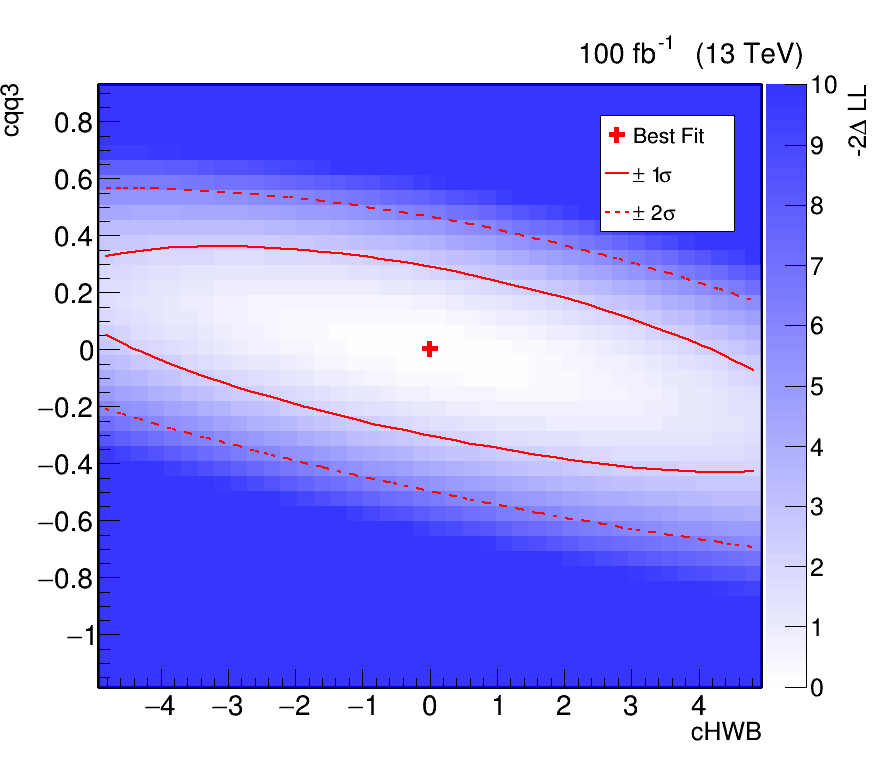 100 fb⁻¹ (13 TeV)
cqq3
-2Δ LL
Best Fit
± 1σ
± 2σ
0.8
0.6
0.4
0.2
0
−0.2
−0.4
−0.6
−0.8
−1
−4 −3 −2 −1 0 1 2 3 4
cHWB
10
9
8
7
6
5
4
3
2
1
0